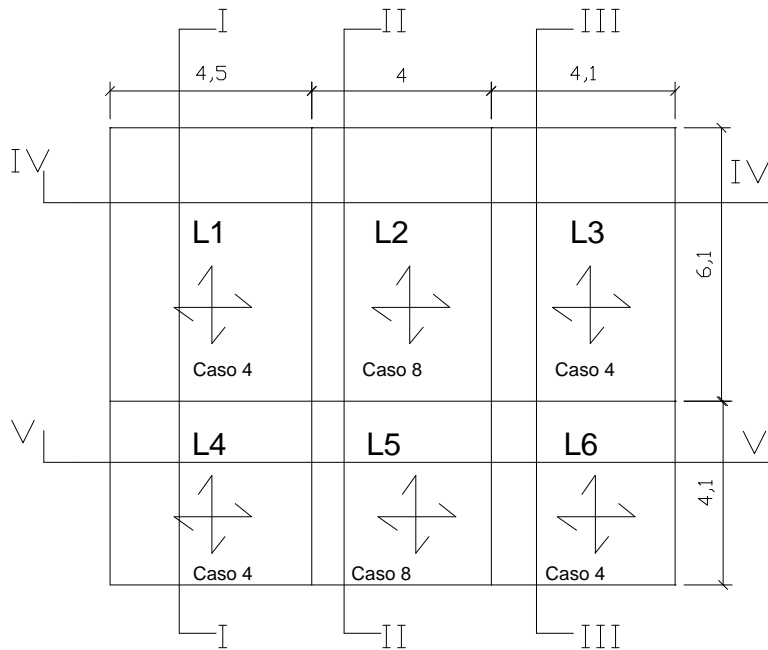 I II III
4,5 4 4,1
IV IV
L1 L2 L3
6,1
Caso 4 Caso 8 Caso 4
V V
L4 L5 L6
4,1
Caso 4 Caso 8 Caso 4
I II III